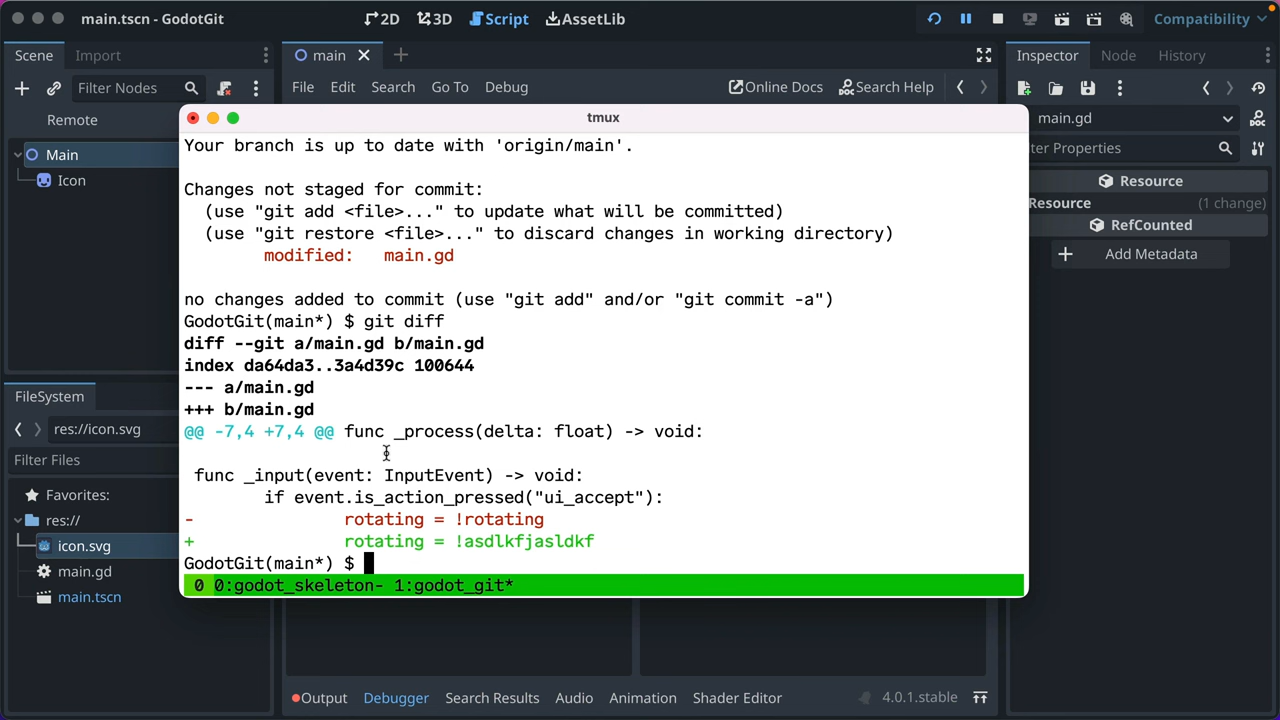 main.tscn - GodotGit
2D 3D Script AssetLib
Compatibility
Scene Import
main
Inspector Node History
Filter Nodes
File Edit Search Go To Debug
Online Docs Search Help
Remote
tmux
main.gd
Your branch is up to date with 'origin/main'.
Main
ter Properties
Icon
Changes not staged for commit:
(use "git add <file>..." to update what will be committed)
(use "git restore <file>..." to discard changes in working directory)
modified: main.gd
Resource
Resource (1 change)
RefCounted
Add Metadata
no changes added to commit (use "git add" and/or "git commit -a")
GodotGit(main*) $ git diff
diff --git a/main.gd b/main.gd
index da64da3..3a4d39c 100644
--- a/main.gd
+++ b/main.gd
@@ -7,4 +7,4 @@ func _process(delta: float) -> void:
func _input(event: InputEvent) -> void:
if event.is_action_pressed("ui_accept"):
- rotating = !rotating
+ rotating = !asdlkfjasldkf
GodotGit(main*) $
0 0:godot_skeleton- 1:godot_git*
FileSystem
res://icon.svg
Filter Files
Favorites:
res://
icon.svg
main.gd
main.tscn
Output Debugger Search Results Audio Animation Shader Editor
4.0.1.stable